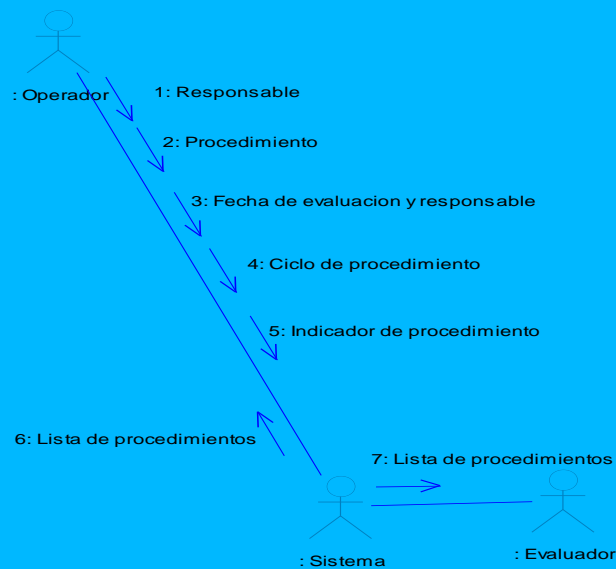 : Operador
1: Responsable
2: Procedimiento
3: Fecha de evaluacion y responsable
4: Ciclo de procedimiento
5: Indicador de procedimiento
6: Lista de procedimientos
7: Lista de procedimientos
: Sistema
: Evaluador